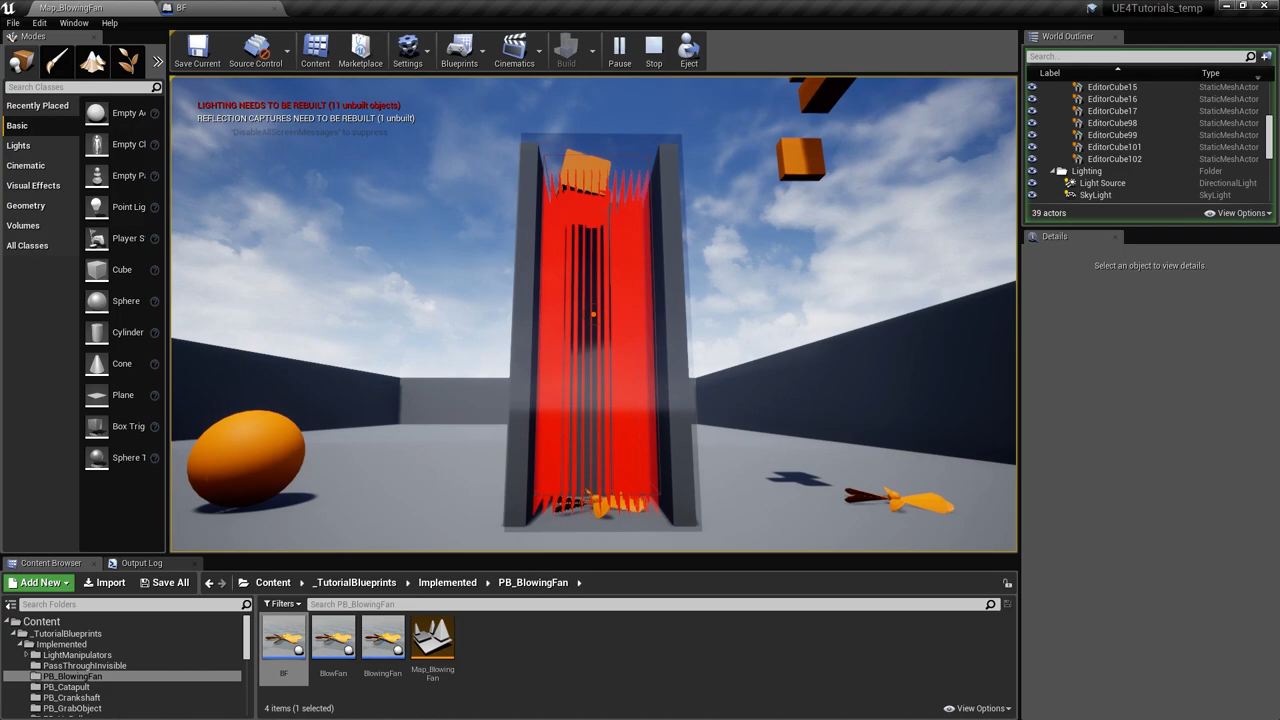 Map_BlowingFan
BF
UE4Tutorials_temp
File Edit Window Help
Modes
Search Classes
Recently Placed
Basic
Lights
Cinematic
Visual Effects
Geometry
Volumes
All Classes
Empty A
Empty C
Empty P
Point Lig
Player S
Cube
Sphere
Cylinder
Cone
Plane
Box Trig
Sphere T
Save Current
Source Control
Content
Marketplace
Settings
Blueprints
Cinematics
Build
Pause
Stop
Eject
LIGHTING NEEDS TO BE REBUILT (11 unbuilt objects)
REFLECTION CAPTURES NEED TO BE REBUILT (1 unbuilt)
'DisableAllScreenMessages' to suppress
World Outliner
Search...
Label Type
EditorCube15 StaticMeshActor
EditorCube16 StaticMeshActor
EditorCube17 StaticMeshActor
EditorCube98 StaticMeshActor
EditorCube99 StaticMeshActor
EditorCube101 StaticMeshActor
EditorCube102 StaticMeshActor
Lighting Folder
Light Source DirectionalLight
SkyLight SkyLight
39 actors View Options
Details
Select an object to view details.
Content Browser
Output Log
Add New Import Save All Content _TutorialBlueprints Implemented PB_BlowingFan
Search Folders
Content
_TutorialBlueprints
Implemented
LightManipulators
PassThroughInvisible
PB_BlowingFan
PB_Catapult
PB_Crankshaft
PB_GrabObject
Filters Search PB_BlowingFan
BF
BlowFan
BlowingFan
Map_Blowing
Fan
4 items (1 selected) View Options